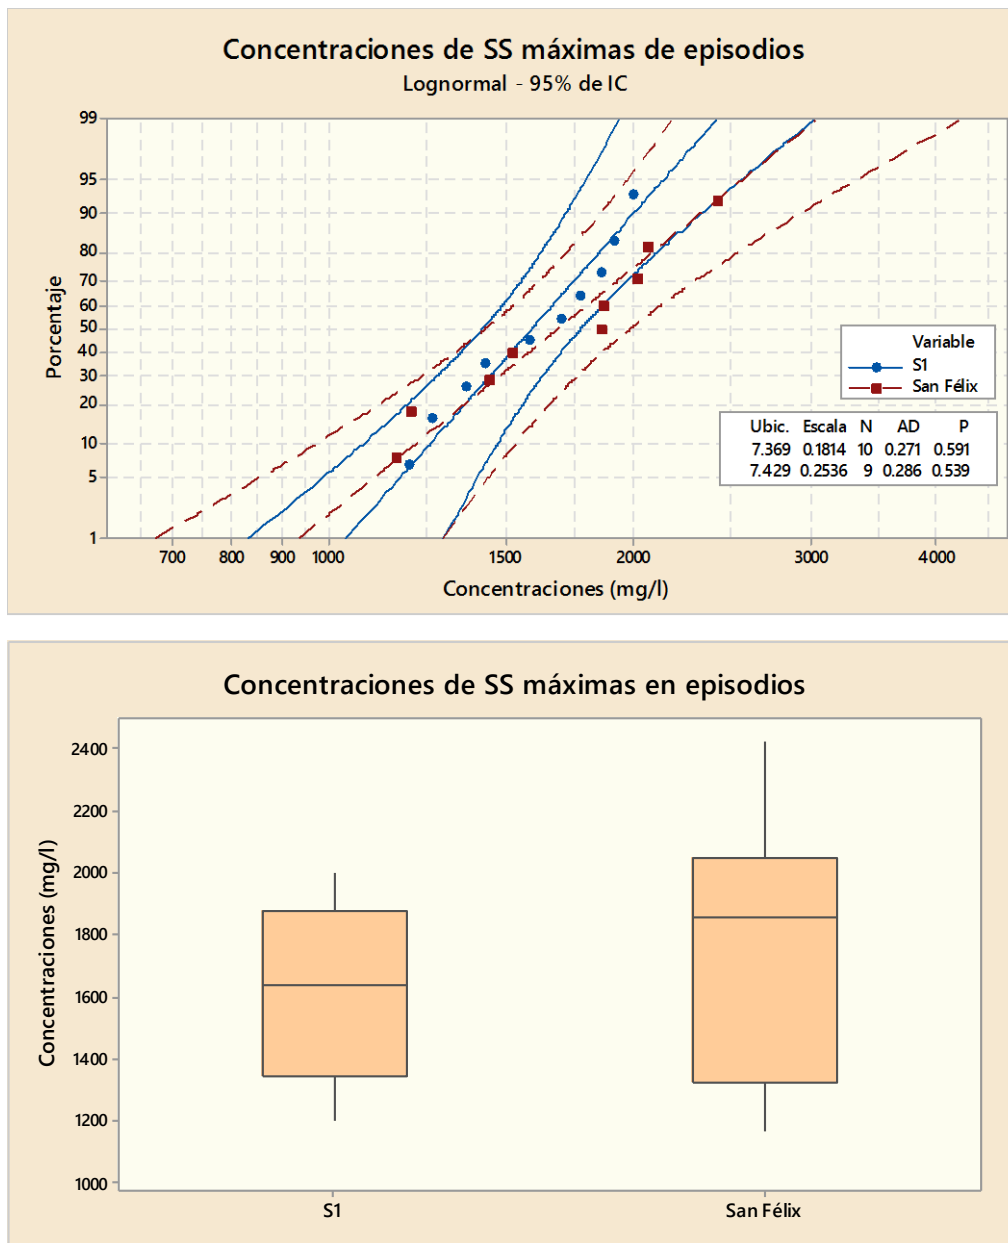 Concentraciones de SS máximas de episodios
Lognormal - 95% de IC
99
95
90
80
70
60
50
40
30
20
10
5
1
Porcentaje
700 800 900 1000 1500 2000 3000 4000
Concentraciones (mg/l)
Variable
S1
San Félix
Ubic. Escala N AD P
7.369 0.1814 10 0.271 0.591
7.429 0.2536 9 0.286 0.539
Concentraciones de SS máximas en episodios
2400
2200
2000
1800
1600
1400
1200
1000
Concentraciones (mg/l)
S1 San Félix